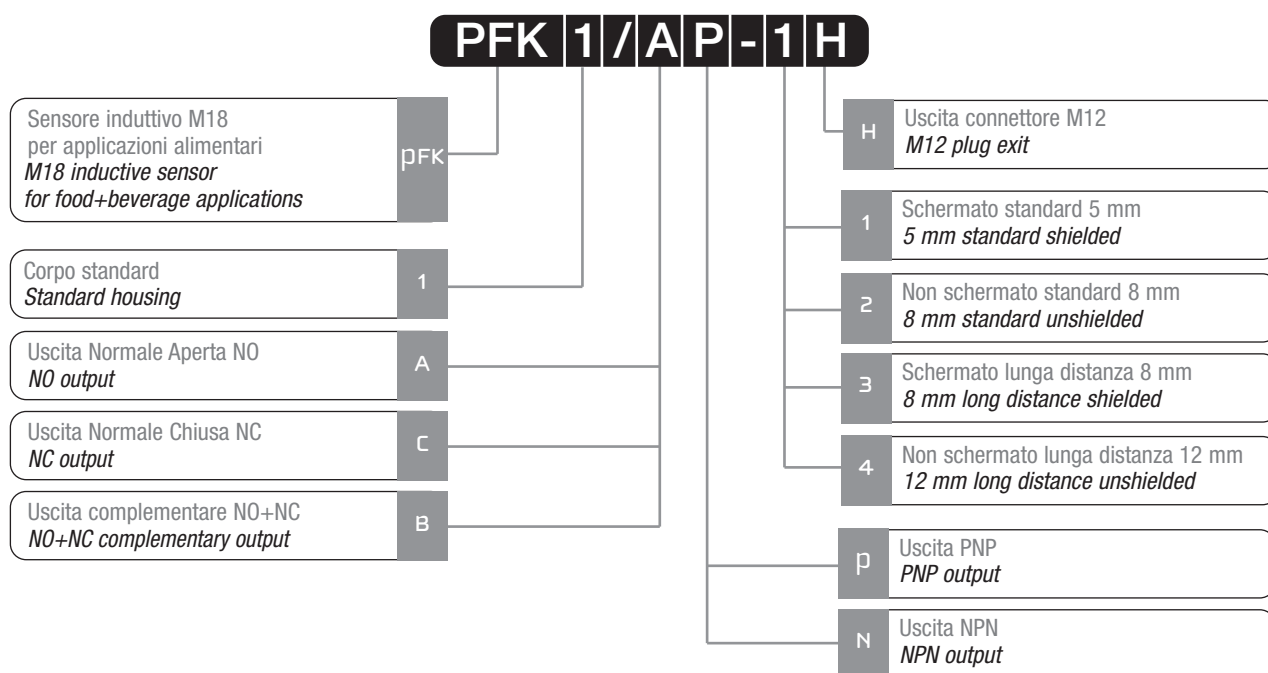 PFK1/AP-1H
Sensore induttivo M18
per applicazioni alimentari
M18 inductive sensor
for food+beverage applications
PFK
Corpo standard
Standard housing
1
Uscita Normale Aperta NO
NO output
A
Uscita Normale Chiusa NC
NC output
C
Uscita complementare NO+NC
NO+NC complementary output
B
H
Uscita connettore M12
M12 plug exit
1
Schermato standard 5 mm
5 mm standard shielded
2
Non schermato standard 8 mm
8 mm standard unshielded
3
Schermato lunga distanza 8 mm
8 mm long distance shielded
4
Non schermato lunga distanza 12 mm
12 mm long distance unshielded
P
Uscita PNP
PNP output
N
Uscita NPN
NPN output